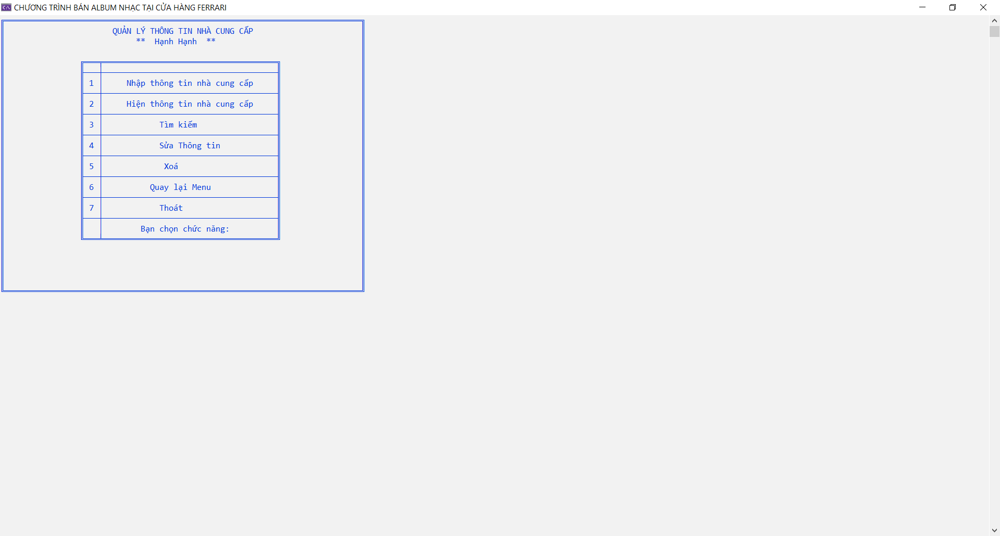 CHƯƠNG TRÌNH BÁN ALBUM NHẠC TẠI CỬA HÀNG FERRARI
QUẢN LÝ THÔNG TIN NHÀ CUNG CẤP
** Hạnh Hạnh **
1 Nhập thông tin nhà cung cấp
2 Hiện thông tin nhà cung cấp
3 Tìm kiếm
4 Sửa Thông tin
5 Xoá
6 Quay lại Menu
7 Thoát
Bạn chọn chức năng: